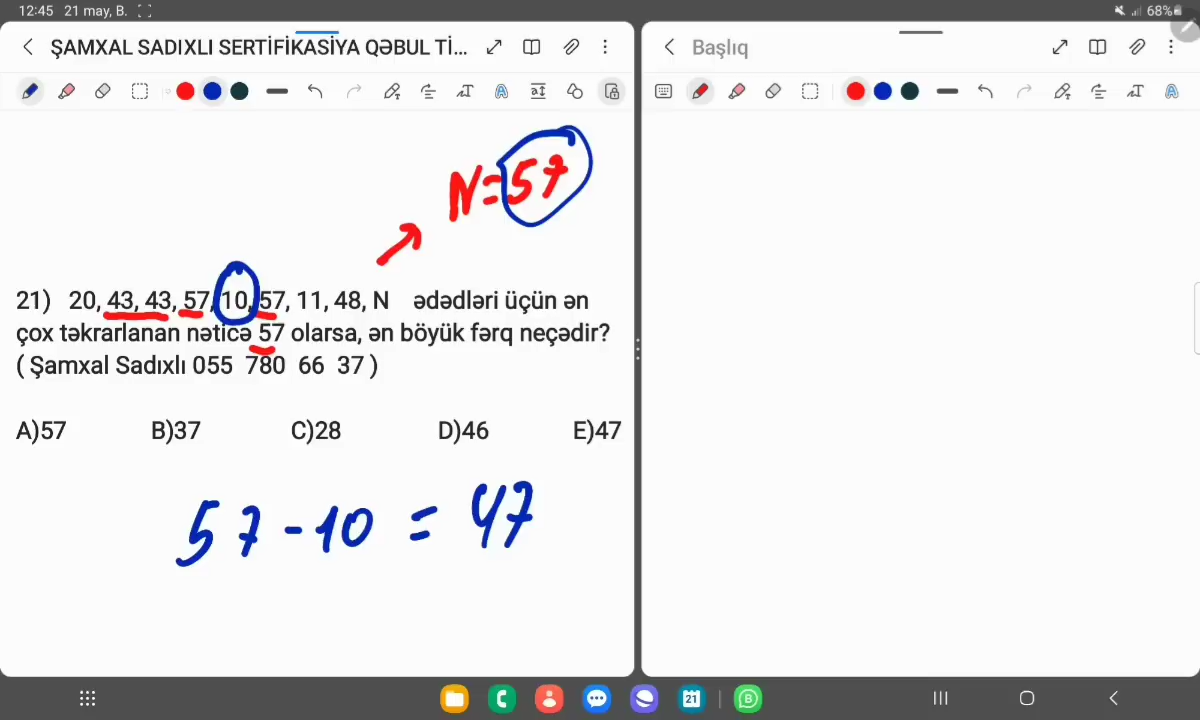 12:45 21 may, B. 68%
ŞAMXAL SADIXLI SERTİFİKASİYA QƏBUL Tİ...
Başlıq
N=57
21) 20, 43, 43, 57, 10, 57, 11, 48, N ədədləri üçün ən
çox təkrarlanan nəticə 57 olarsa, ən böyük fərq neçədir?
( Şamxal Sadıxlı 055 780 66 37 )
A)57 B)37 C)28 D)46 E)47
57-10 = 47
21